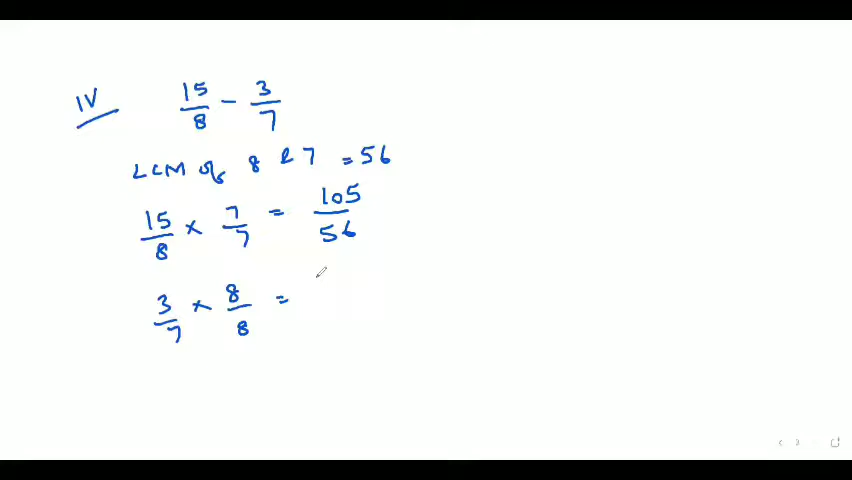 IV 15/8 - 3/7
LCM of 8 & 7 = 56
15/8 × 7/7 = 105/56
3/7 × 8/8 =